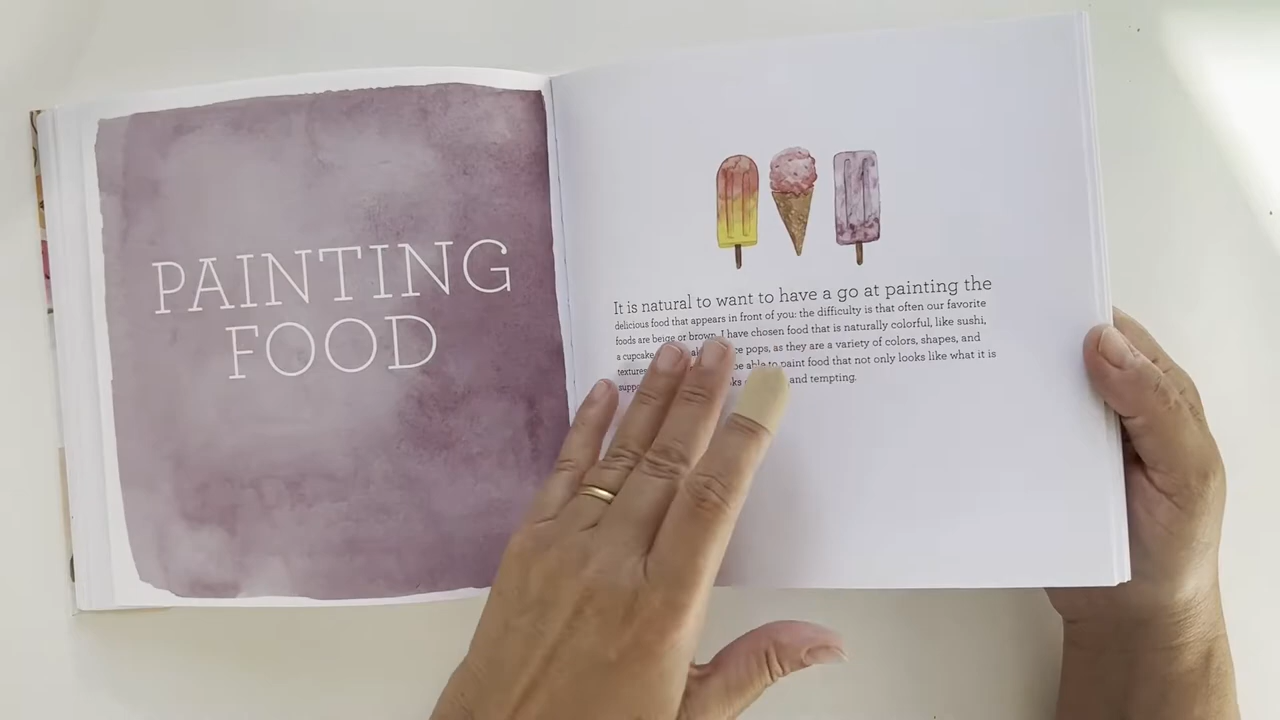 PAINTING
FOOD
It is natural to want to have a go at painting the
delicious food that appears in front of you: the difficulty is that often our favorite
foods are beige or brown. I have chosen food that is naturally colorful, like sushi,
a cupcake pops, as they are a variety of colors, shapes, and
textures be able to paint food that not only looks like what it is
and tempting.